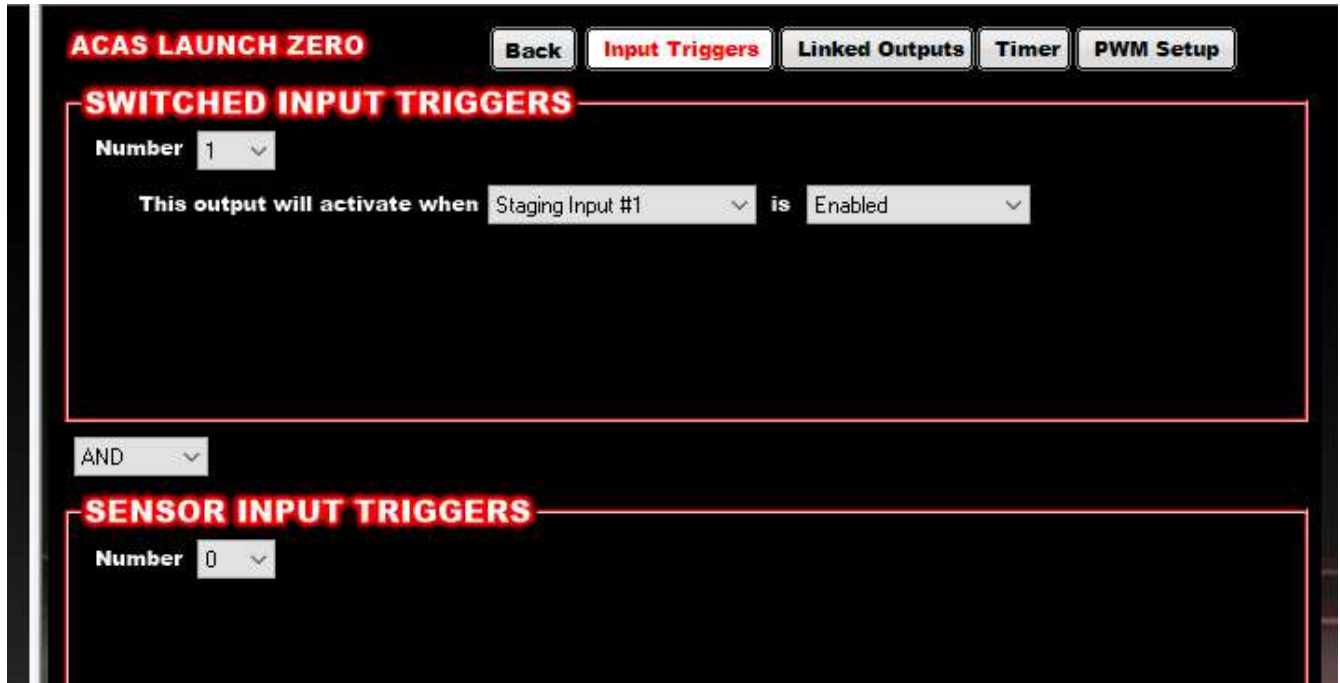 ACAS LAUNCH ZERO Back Input Triggers Linked Outputs Timer PWM Setup
SWITCHED INPUT TRIGGERS
Number 1
This output will activate when Staging Input #1 is Enabled
AND
SENSOR INPUT TRIGGERS
Number 0